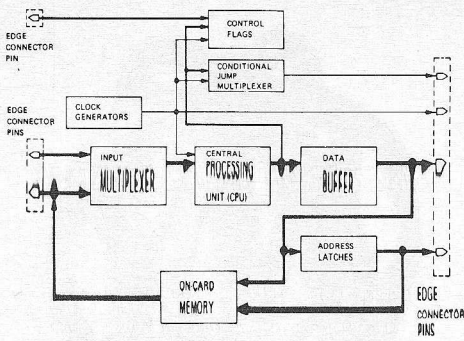 CONTROL
FLAGS
EDGE
CONNECTOR
PIN
CONDITIONAL
JUMP
MULTIPLEXER
EDGE
CONNECTOR
PINS
CLOCK
GENERATORS
INPUT
MULTIPLEXER
CENTRAL
PROCESSING
UNIT (CPU)
DATA
BUFFER
ADDRESS
LATCHES
ON-CARD
MEMORY
EDGE
CONNECTOR
PINS